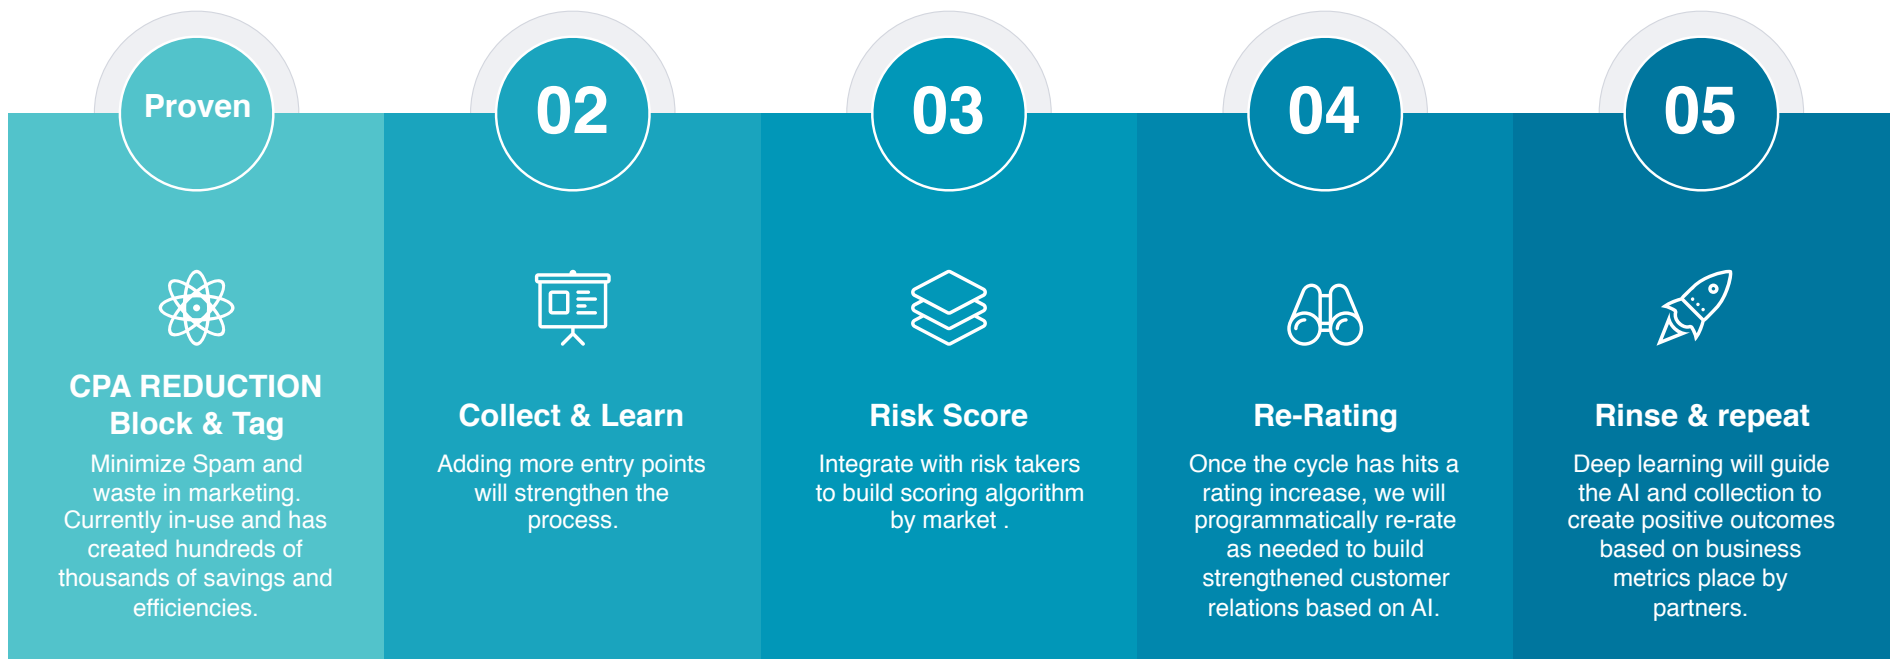 Proven
CPA REDUCTION
Block & Tag
Minimize Spam and
waste in marketing.
Currently in-use and has
created hundreds of
thousands of savings and
efficiencies.
02
Collect & Learn
Adding more entry points
will strengthen the
process.
03
Risk Score
Integrate with risk takers
to build scoring algorithm
by market .
04
Re-Rating
Once the cycle has hits a
rating increase, we will
programmatically re-rate
as needed to build
strengthened customer
relations based on AI.
05
Rinse & repeat
Deep learning will guide
the AI and collection to
create positive outcomes
based on business
metrics place by
partners.